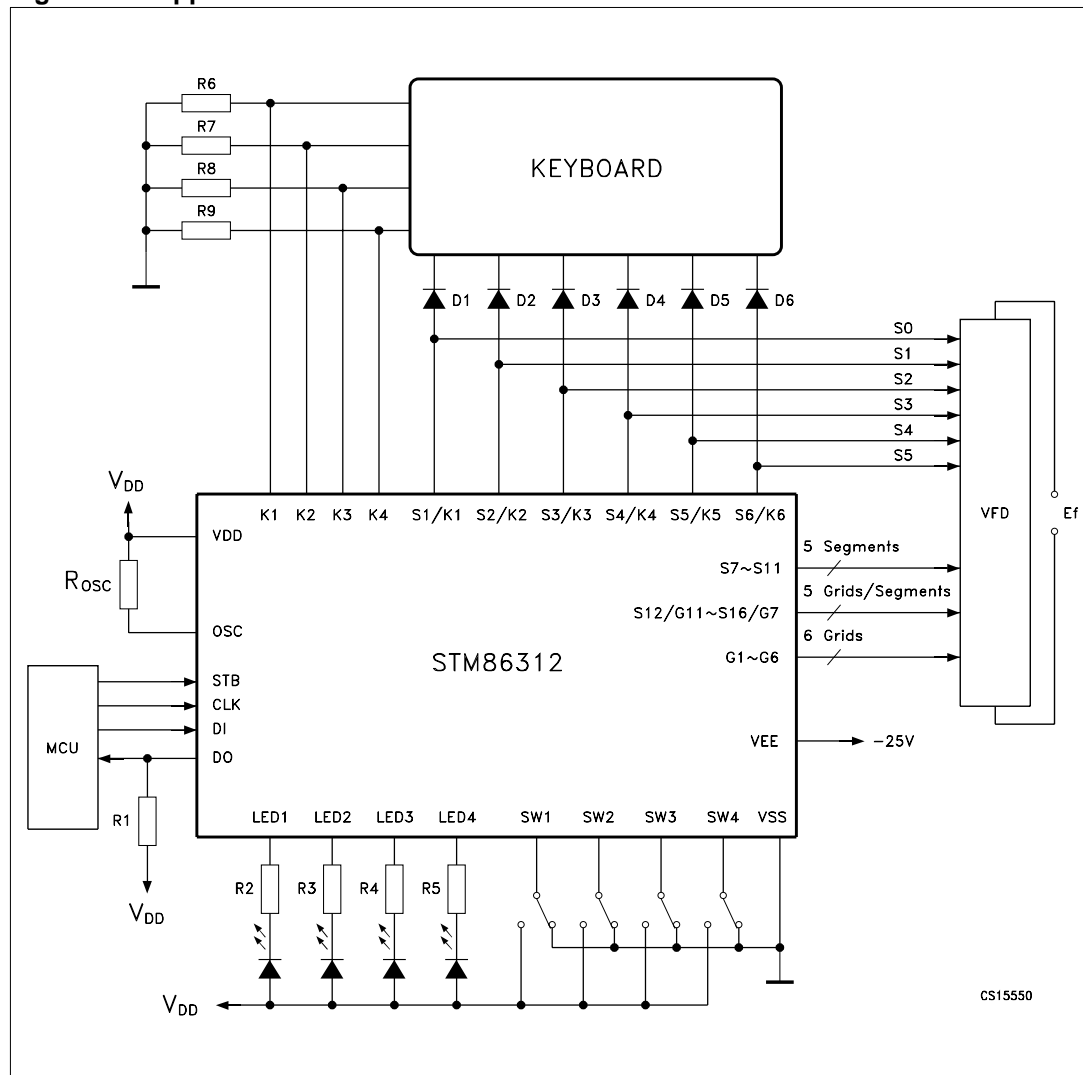 R6
R7
R8
R9
KEYBOARD
D1 D2 D3 D4 D5 D6
S0
S1
S2
S3
S4
S5
VDD
K1 K2 K3 K4 S1/K1 S2/K2 S3/K3 S4/K4 S5/K5 S6/K6
VDD
ROSC
OSC
VFD
Ef
5 Segments
S7~S11
5 Grids/Segments
S12/G11~S16/G7
6 Grids
G1~G6
STM86312
MCU
STB
CLK
DI
DO
VEE
-25V
R1
VDD
LED1 LED2 LED3 LED4 SW1 SW2 SW3 SW4 VSS
R2 R3 R4 R5
VDD
CS15550